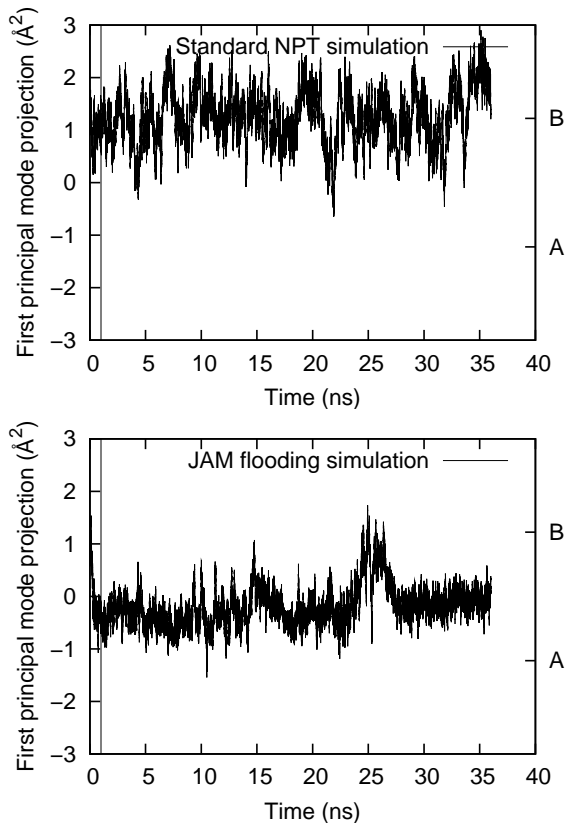 First principal mode projection (Å²)
3
2
1
0
−1
−2
−3
Standard NPT simulation
B
A
0 5 10 15 20 25 30 35 40
Time (ns)
First principal mode projection (Å²)
3
2
1
0
−1
−2
−3
JAM flooding simulation
B
A
0 5 10 15 20 25 30 35 40
Time (ns)